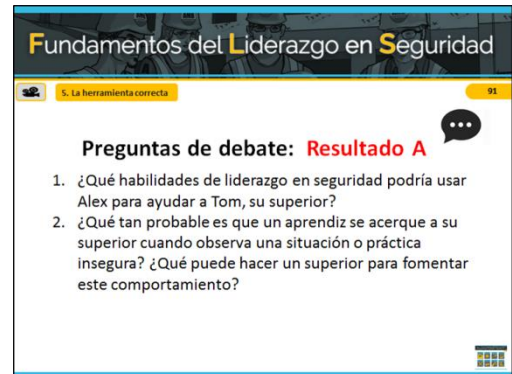 Fundamentos del Liderazgo en Seguridad
5. La herramienta correcta
91
Preguntas de debate: Resultado A
1. ¿Qué habilidades de liderazgo en seguridad podría usar
Alex para ayudar a Tom, su superior?
2. ¿Qué tan probable es que un aprendiz se acerque a su
superior cuando observa una situación o práctica
insegura? ¿Qué puede hacer un superior para fomentar
este comportamiento?